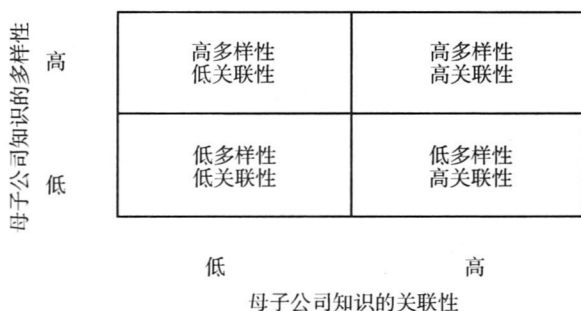 母子公司知识的多样性
高
高多样性
低关联性
高多样性
高关联性
低
低多样性
低关联性
低多样性
高关联性
低
高
母子公司知识的关联性